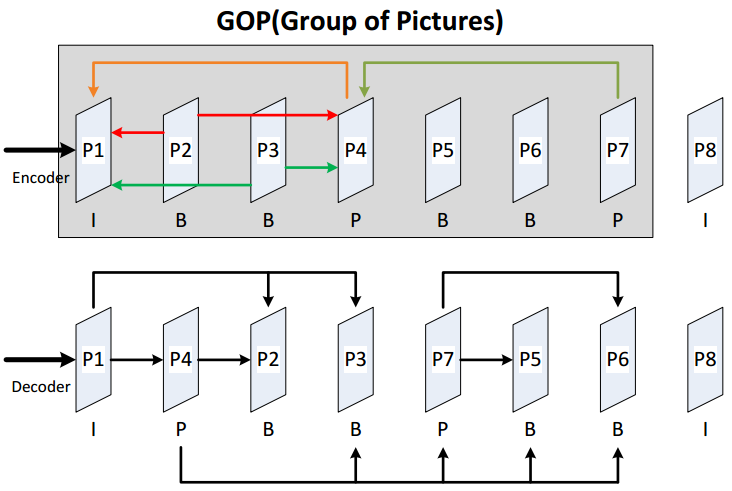 GOP(Group of Pictures)
P1 P2 P3 P4 P5 P6 P7 P8
Encoder
I B B P B B P I
P1 P4 P2 P3 P7 P5 P6 P8
Decoder
I P B B P B B I